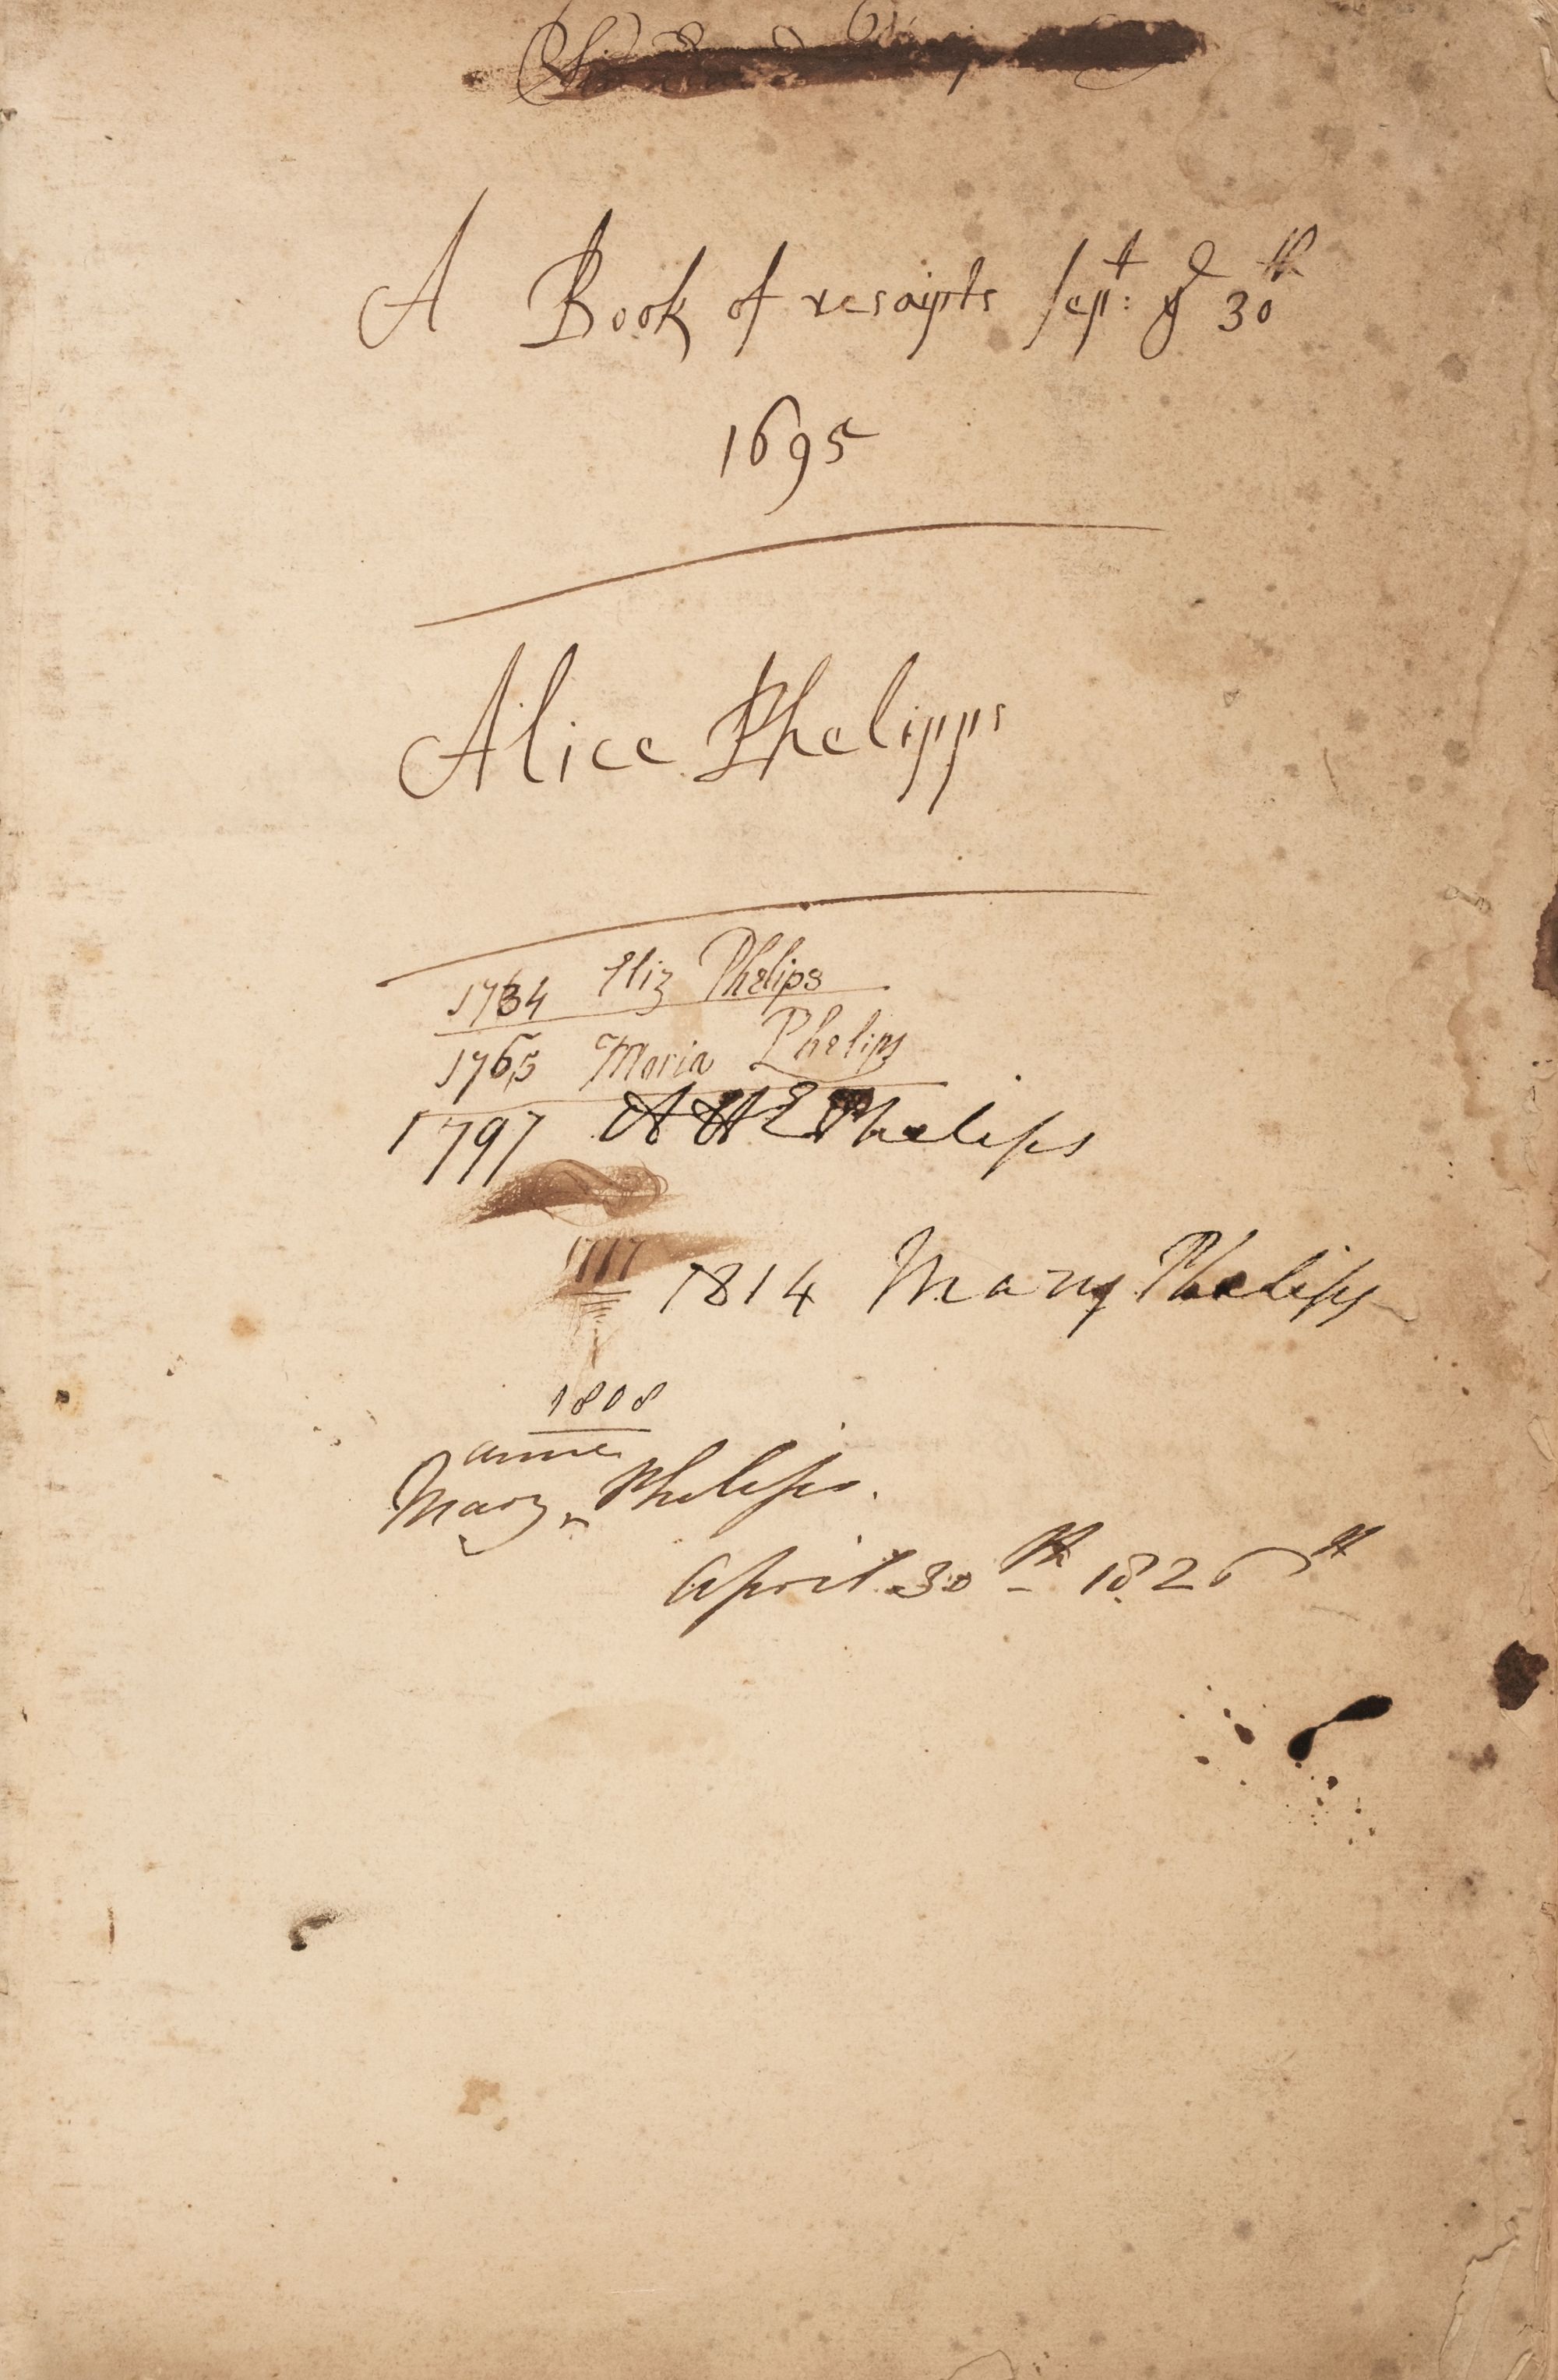 A Book of resaipts Sept: ye 30th
1695
Alice Phelipps
1734 Eliz Phelips
1765 Maria Phelips
1797 Phelips
1814 Mary Phelips
1808
anne
Mary Phelips.
April 30th 1826th